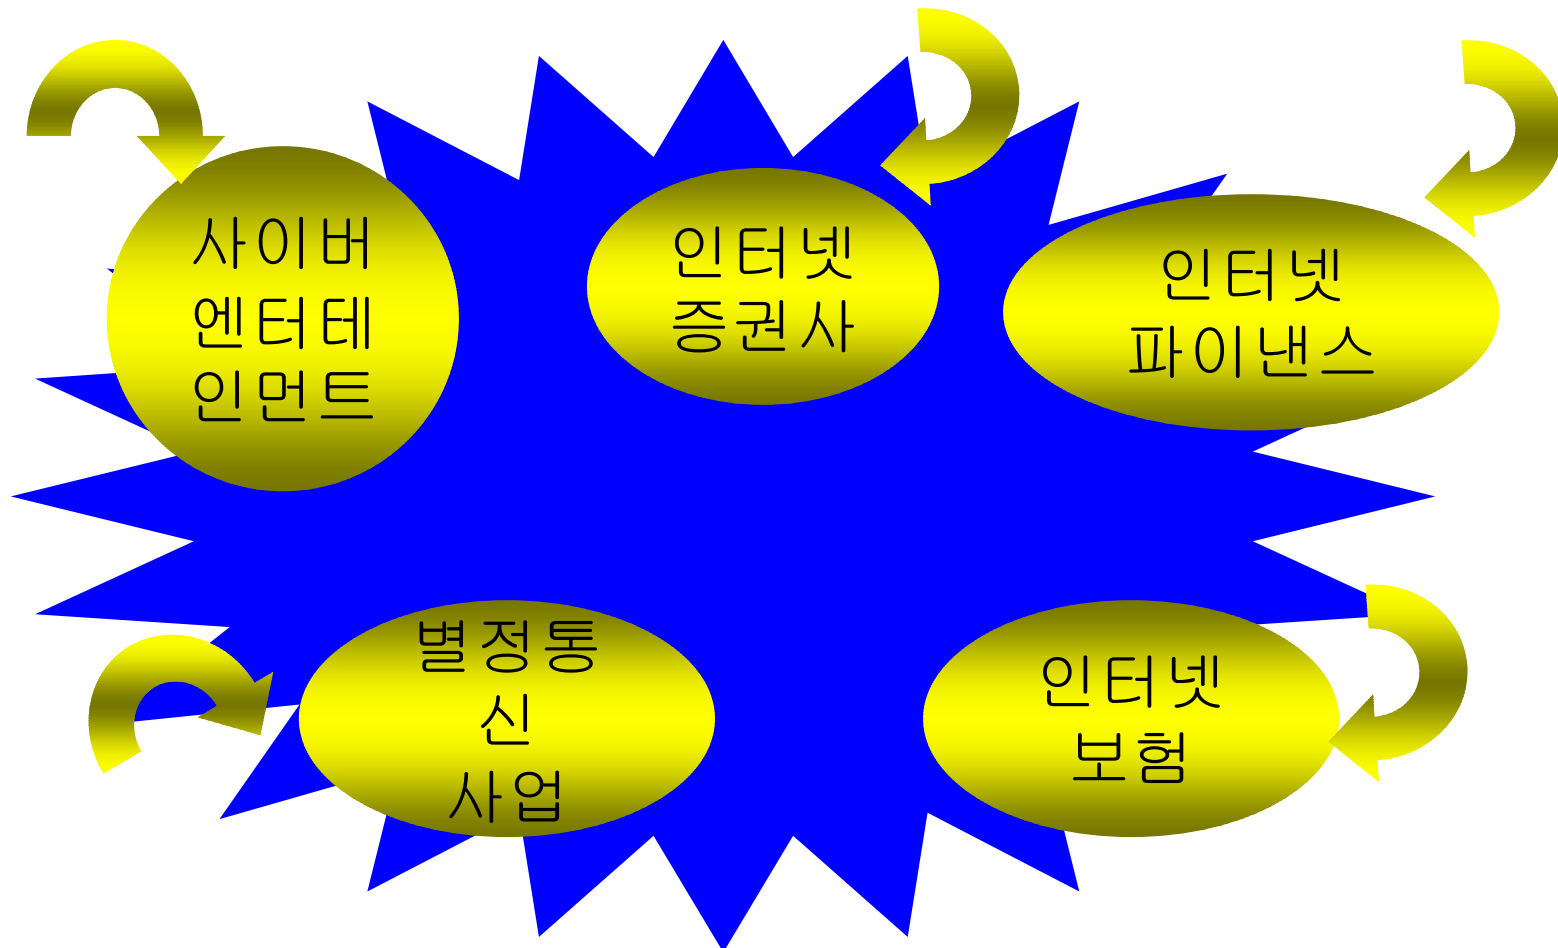 사이버
엔터테
인먼트
인터넷
증권사
인터넷
파이낸스
별정통
신
사업
인터넷
보험